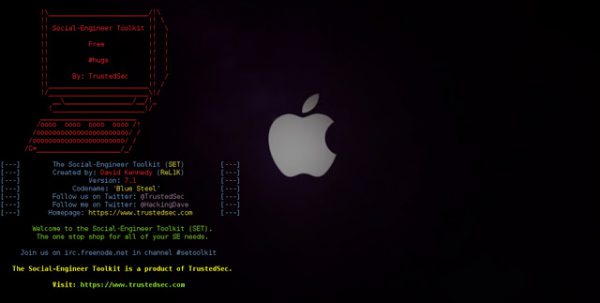 Social-Engineer Toolkit
Free
#hugs
By: TrustedSec
[---] The Social-Engineer Toolkit (SET) [---]
[---] Created by: David Kennedy (ReL1K) [---]
[---] Version: 7.1 [---]
[---] Codename: 'Blue Steel' [---]
[---] Follow us on Twitter: @TrustedSec [---]
[---] Follow me on Twitter: @HackingDave [---]
[---] Homepage: https://www.trustedsec.com [---]
Welcome to the Social-Engineer Toolkit (SET).
The one stop shop for all of your SE needs.
Join us on irc.freenode.net in channel #setoolkit
The Social-Engineer Toolkit is a product of TrustedSec.
Visit: https://www.trustedsec.com